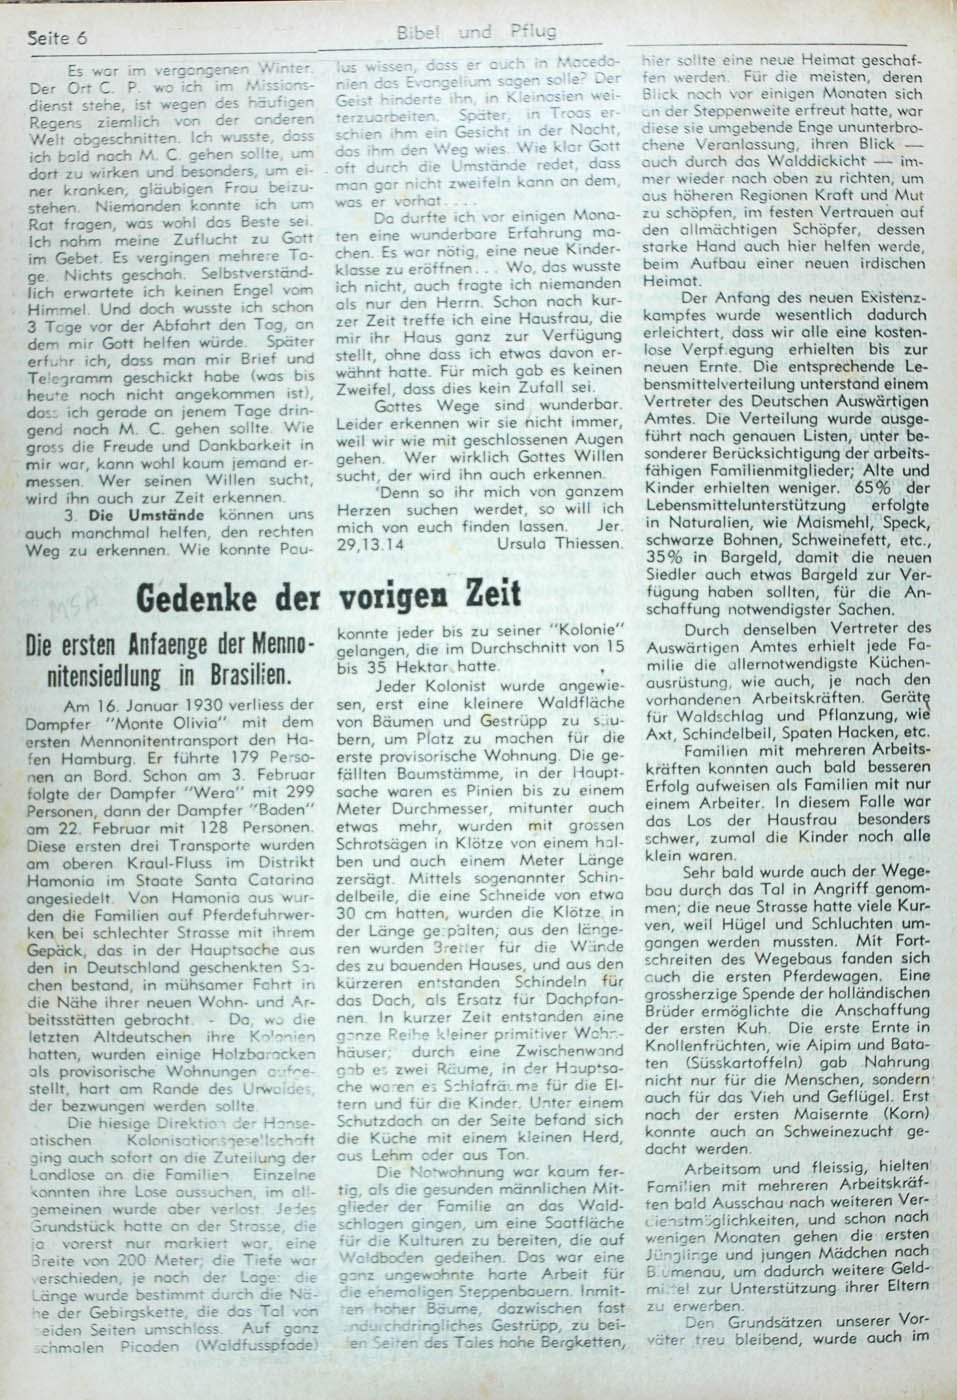 Seite 6
Bibel und Pflug
Es war im vergangenen Winter.
Der Ort C. P. wo ich im Missions-
dienst stehe, ist wegen des häufigen
Regens ziemlich von der anderen
Welt abgeschnitten. Ich wusste, dass
ich bald nach M. C. gehen sollte, um
dort zu wirken und besonders, um ei-
ner kranken, gläubigen Frau beizu-
stehen. Niemanden konnte ich um
Rat fragen, was wohl das Beste sei.
Ich nahm meine Zuflucht zu Gott
im Gebet. Es vergingen mehrere Ta-
ge. Nichts geschah. Selbstverständ-
lich erwartete ich keinen Engel vom
Himmel. Und doch wusste ich schon
3 Tage vor der Abfahrt den Tag, an
dem mir Gott helfen würde. Später
erfuhr ich, dass man mir Brief und
Telegramm geschickt habe (was bis
heute noch nicht angekommen ist),
dass ich gerade an jenem Tage drin-
gend nach M. C. gehen sollte. Wie
gross die Freude und Dankbarkeit in
mir war, kann wohl kaum jemand er-
messen. Wer seinen Willen sucht,
wird ihn auch zur Zeit erkennen.
3. Die Umstände können uns
auch manchmal helfen, den rechten
Weg zu erkennen. Wie konnte Pau-
lus wissen, dass er auch in Macedo-
nien das Evangelium sagen solle? Der
Geist hinderte ihn, in Kleinasien wei-
terzuarbeiten. Später, in Troas er-
schien ihm ein Gesicht in der Nacht,
das ihm den Weg wies. Wie klar Gott
oft durch die Umstände redet, dass
man gar nicht zweifeln kann an dem,
was er vorhat. . . .
Da durfte ich vor einigen Mona-
ten eine wunderbare Erfahrung ma-
chen. Es war nötig, eine neue Kinder-
klasse zu eröffnen. . . Wo, das wusste
ich nicht, auch fragte ich niemanden
als nur den Herrn. Schon nach kur-
zer Zeit treffe ich eine Hausfrau, die
mir ihr Haus ganz zur Verfügung
stellt, ohne dass ich etwas davon er-
wähnt hatte. Für mich gab es keinen
Zweifel, dass dies kein Zufall sei.
Gottes Wege sind wunderbar.
Leider erkennen wir sie nicht immer,
weil wir wie mit geschlossenen Augen
gehen. Wer wirklich Gottes Willen
sucht, der wird ihn auch erkennen.
'Denn so ihr mich von ganzem
Herzen suchen werdet, so will ich
mich von euch finden lassen. Jer.
29,13.14 Ursula Thiessen.
MSA
Gedenke der vorigen Zeit
Die ersten Anfaenge der Menno-
nitensiedlung in Brasilien.
Am 16. Januar 1930 verliess der
Dampfer "Monte Olivia" mit dem
ersten Mennonitentransport den Ha-
fen Hamburg. Er führte 179 Perso-
nen an Bord. Schon am 3. Februar
folgte der Dampfer "Wera" mit 299
Personen, dann der Dampfer "Baden"
am 22. Februar mit 128 Personen.
Diese ersten drei Transporte wurden
am oberen Kraul-Fluss im Distrikt
Hamonia im Staate Santa Catarina
angesiedelt. Von Hamonia aus wur-
den die Familien auf Pferdefuhrwer-
ken bei schlechter Strasse mit ihrem
Gepäck, das in der Hauptsache aus
den in Deutschland geschenkten Sa-
chen bestand, in mühsamer Fahrt in
die Nähe ihrer neuen Wohn- und Ar-
beitsstätten gebracht. - Da, wo die
letzten Altdeutschen ihre Kolonien
hatten, wurden einige Holzbaracken
als provisorische Wohnungen aufge-
stellt, hart am Rande des Urwaldes,
der bezwungen werden sollte.
Die hiesige Direktion der Hanse-
atischen Kolonisationsgesellschaft
ging auch sofort an die Zuteilung der
Landlose an die Familien. Einzelne
konnten ihre Lose aussuchen, im all-
gemeinen wurde aber verlost. Jedes
Grundstück hatte an der Strasse, die
ja vorerst nur markiert war, eine
Breite von 200 Meter; die Tiefe war
verschieden, je nach der Lage: die
Länge wurde bestimmt durch die Nä-
he der Gebirgskette, die das Tal von
beiden Seiten umschloss. Auf ganz
schmalen Picaden (Waldfusspfade)
konnte jeder bis zu seiner "Kolonie"
gelangen, die im Durchschnitt von 15
bis 35 Hektar hatte.
Jeder Kolonist wurde angewie-
sen, erst eine kleinere Waldfläche
von Bäumen und Gestrüpp zu säu-
bern, um Platz zu machen für die
erste provisorische Wohnung. Die ge-
fällten Baumstämme, in der Haupt-
sache waren es Pinien bis zu einem
Meter Durchmesser, mitunter auch
etwas mehr, wurden mit grossen
Schrotsägen in Klötze von einem hal-
ben und auch einem Meter Länge
zersägt. Mittels sogenannter Schin-
delbeile, die eine Schneide von etwa
30 cm hatten, wurden die Klötze in
der Länge gespalten; aus den länge-
ren wurden Bretter für die Wände
des zu bauenden Hauses, und aus den
kürzeren entstanden Schindeln für
das Dach, als Ersatz für Dachpfan-
nen. In kurzer Zeit entstanden eine
ganze Reihe kleiner primitiver Wohn-
häuser; durch eine Zwischenwand
gab es zwei Räume, in der Hauptsa-
che waren es Schlafräume für die El-
tern und für die Kinder. Unter einem
Schutzdach an der Seite befand sich
die Küche mit einem kleinen Herd,
aus Lehm oder aus Ton.
Die Notwohnung war kaum fer-
tig, als die gesunden männlichen Mit-
glieder der Familie an das Wald-
schlagen gingen, um eine Saatfläche
für die Kulturen zu bereiten, die auf
Waldboden gedeihen. Das war eine
ganz ungewohnte harte Arbeit für
die ehemaligen Steppenbauern. Inmit-
ten hoher Bäume, dazwischen fast
undurchdringliches Gestrüpp, zu bei-
en Seiten des Tales hohe Bergketten,
hier sollte eine neue Heimat geschaf-
fen werden. Für die meisten, deren
Blick noch vor einigen Monaten sich
an der Steppenweite erfreut hatte, war
diese sie umgebende Enge ununterbro-
chene Veranlassung, ihren Blick —
auch durch das Walddickicht — im-
mer wieder nach oben zu richten, um
aus höheren Regionen Kraft und Mut
zu schöpfen, im festen Vertrauen auf
den allmächtigen Schöpfer, dessen
starke Hand auch hier helfen werde,
beim Aufbau einer neuen irdischen
Heimat.
Der Anfang des neuen Existenz-
kampfes wurde wesentlich dadurch
erleichtert, dass wir alle eine kosten-
lose Verpflegung erhielten bis zur
neuen Ernte. Die entsprechende Le-
bensmittelverteilung unterstand einem
Vertreter des Deutschen Auswärtigen
Amtes. Die Verteilung wurde ausge-
führt nach genauen Listen, unter be-
sonderer Berücksichtigung der arbeits-
fähigen Familienmitglieder; Alte und
Kinder erhielten weniger. 65% der
Lebensmittelunterstützung erfolgte
in Naturalien, wie Maismehl, Speck,
schwarze Bohnen, Schweinefett, etc.,
35% in Bargeld, damit die neuen
Siedler auch etwas Bargeld zur Ver-
fügung haben sollten, für die An-
schaffung notwendigster Sachen.
Durch denselben Vertreter des
Auswärtigen Amtes erhielt jede Fa-
milie die allernotwendigste Küchen-
ausrüstung, wie auch, je nach den
vorhandenen Arbeitskräften. Geräte
für Waldschlag und Pflanzung, wie
Axt, Schindelbeil, Spaten Hacken, etc.
Familien mit mehreren Arbeits-
kräften konnten auch bald besseren
Erfolg aufweisen als Familien mit nur
einem Arbeiter. In diesem Falle war
das Los der Hausfrau besonders
schwer, zumal die Kinder noch alle
klein waren.
Sehr bald wurde auch der Wege-
bau durch das Tal in Angriff genom-
men; die neue Strasse hatte viele Kur-
ven, weil Hügel und Schluchten um-
gangen werden mussten. Mit Fort-
schreiten des Wegebaus fanden sich
auch die ersten Pferdewagen. Eine
grossherzige Spende der holländischen
Brüder ermöglichte die Anschaffung
der ersten Kuh. Die erste Ernte in
Knollenfrüchten, wie Aipim und Bata-
ten (Süsskartoffeln) gab Nahrung
nicht nur für die Menschen, sondern
auch für das Vieh und Geflügel. Erst
nach der ersten Maisernte (Korn)
konnte auch an Schweinezucht ge-
dacht werden.
Arbeitsam und fleissig, hielten
Familien mit mehreren Arbeitskräf-
ten bald Ausschau nach weiteren Ver-
dienstmöglichkeiten, und schon nach
wenigen Monaten gehen die ersten
Jünglinge und jungen Mädchen nach
Blumenau, um dadurch weitere Geld-
mittel zur Unterstützung ihrer Eltern
zu erwerben.
Den Grundsätzen unserer Vor-
väter treu bleibend, wurde auch im